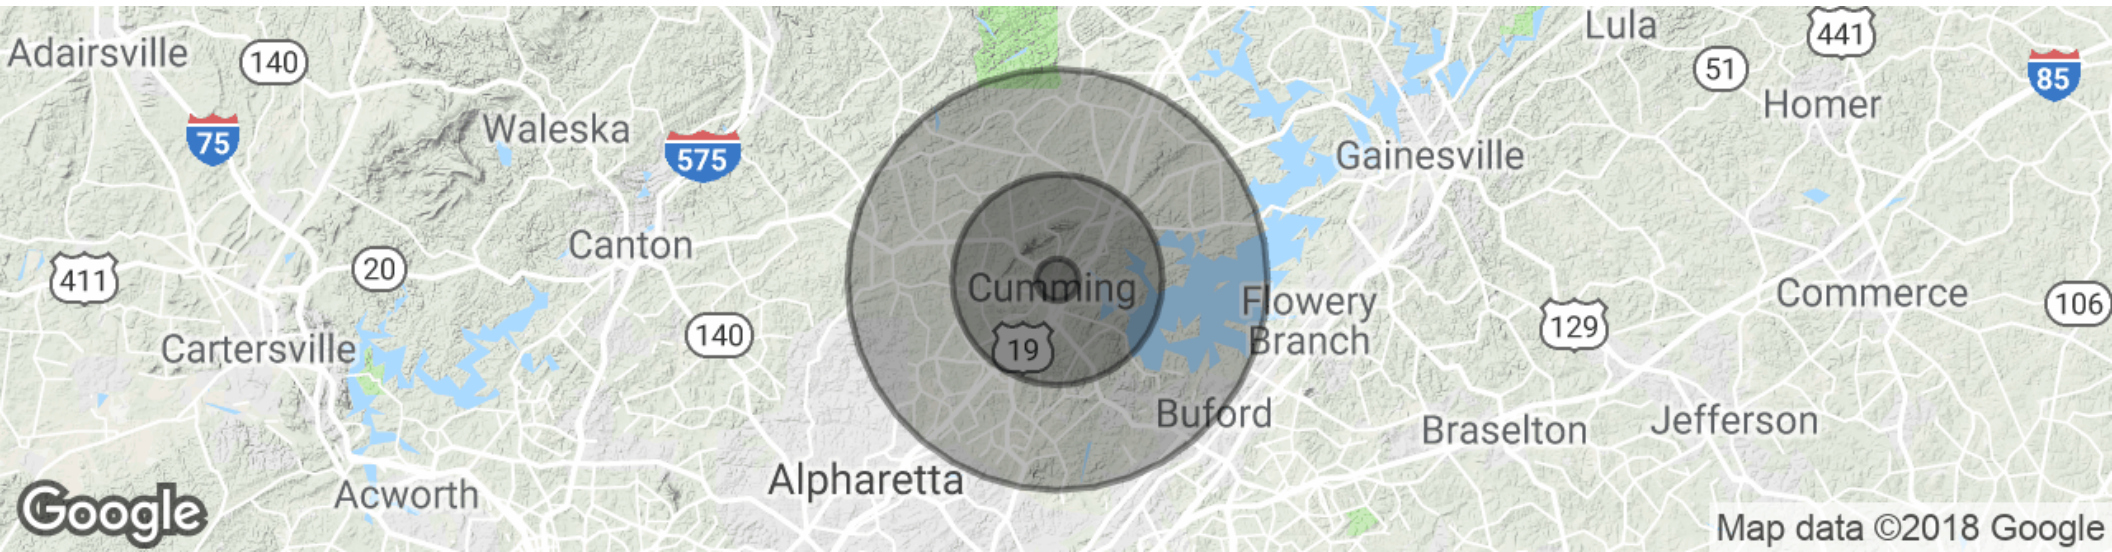 Lula
441
Adairsville
140
51
85
Homer
Waleska
75
575
Gainesville
Canton
411
20
Cumming
Flowery
Branch
Commerce
106
129
140
19
Cartersville
Buford
Braselton
Jefferson
Alpharetta
Acworth
Google
Map data ©2018 Google